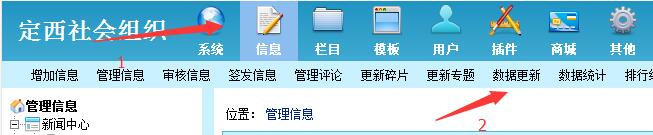 定西社会组织
系统 信息 栏目 模板 用户 插件 商城 其他
1
增加信息 管理信息 审核信息 签发信息 管理评论 更新碎片 更新专题 数据更新 数据统计 排行
管理信息
新闻中心
位置： 管理信息
2